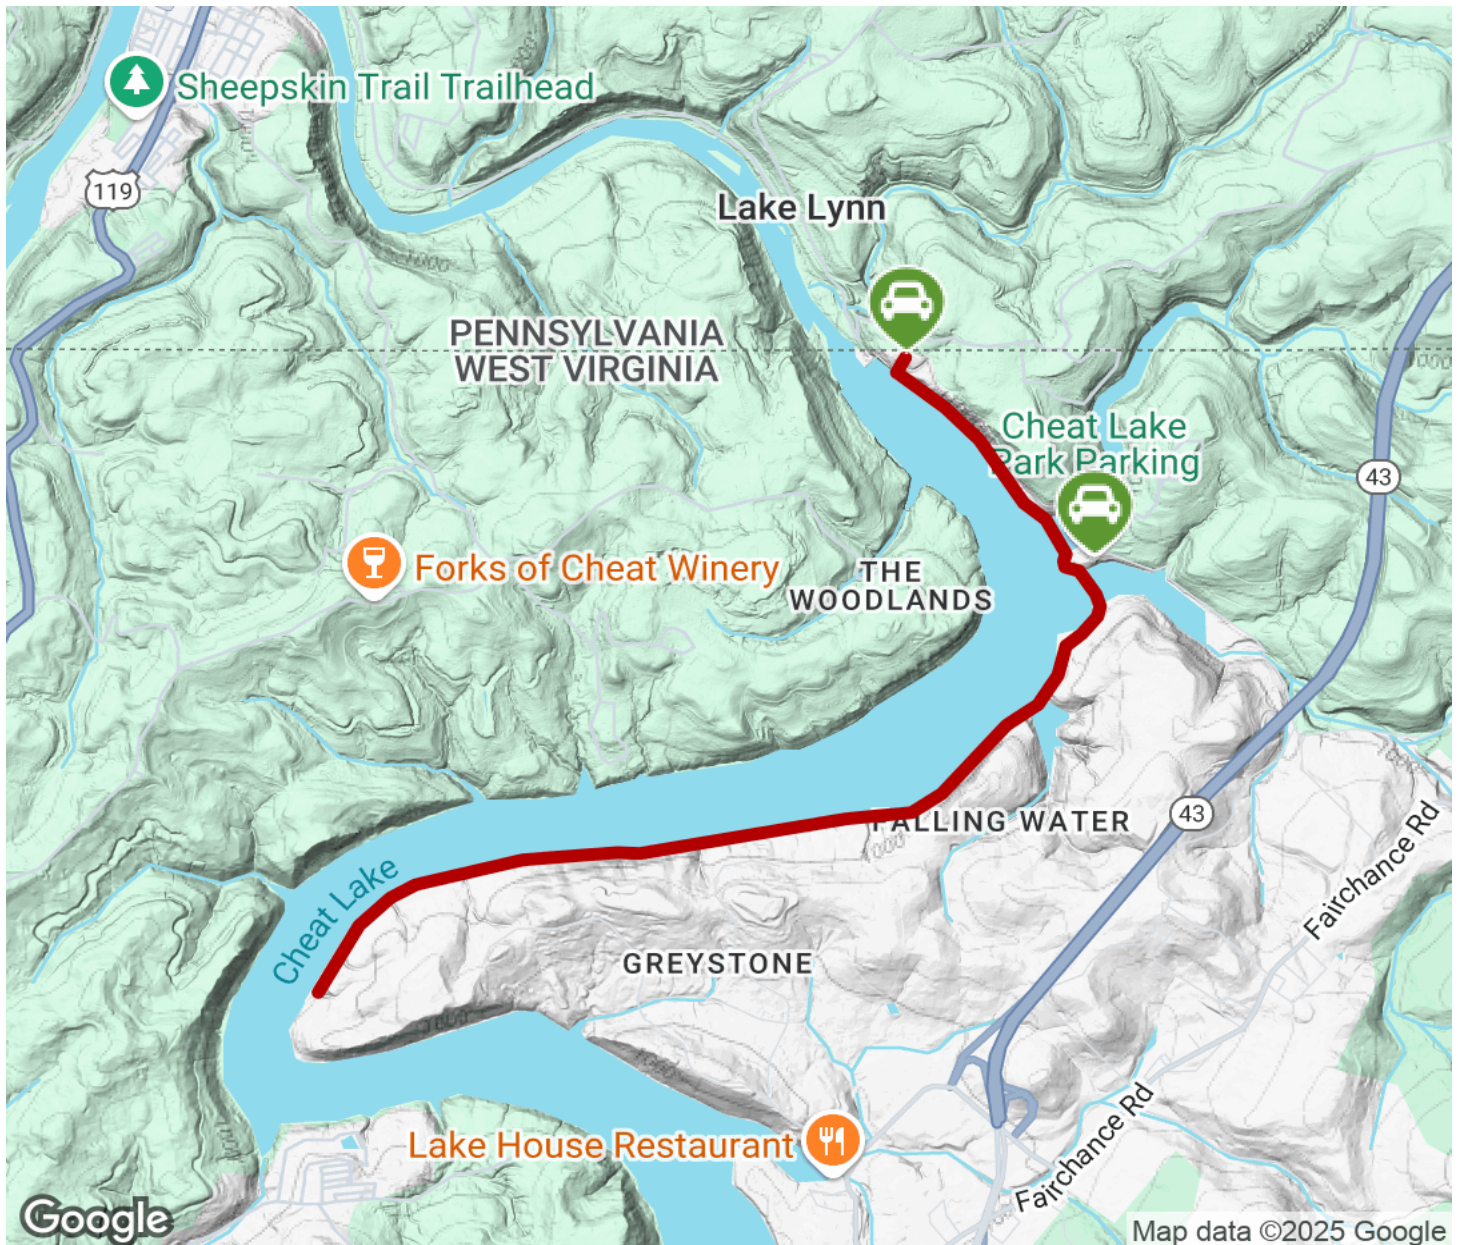 Sheepskin Trail Trailhead
119
Lake Lynn
PENNSYLVANIA
WEST VIRGINIA
Cheat Lake
Park Parking
43
Forks of Cheat Winery
THE
WOODLANDS
FALLING WATER
43
Fairchance Rd
Cheat Lake
GREYSTONE
Lake House Restaurant
Fairchance Rd
Google
Map data ©2025 Google